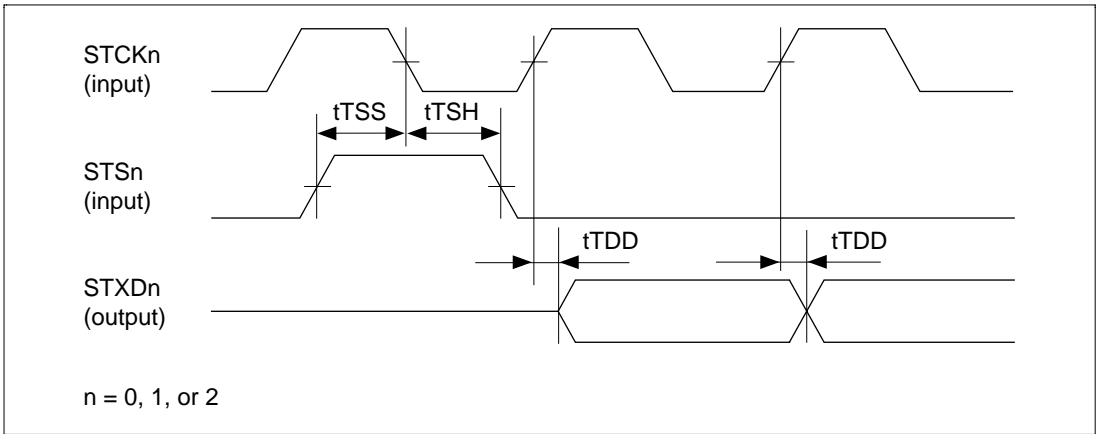 STCKn
(input)
tTSS
tTSH
STSn
(input)
tTDD
tTDD
STXDn
(output)
n = 0, 1, or 2